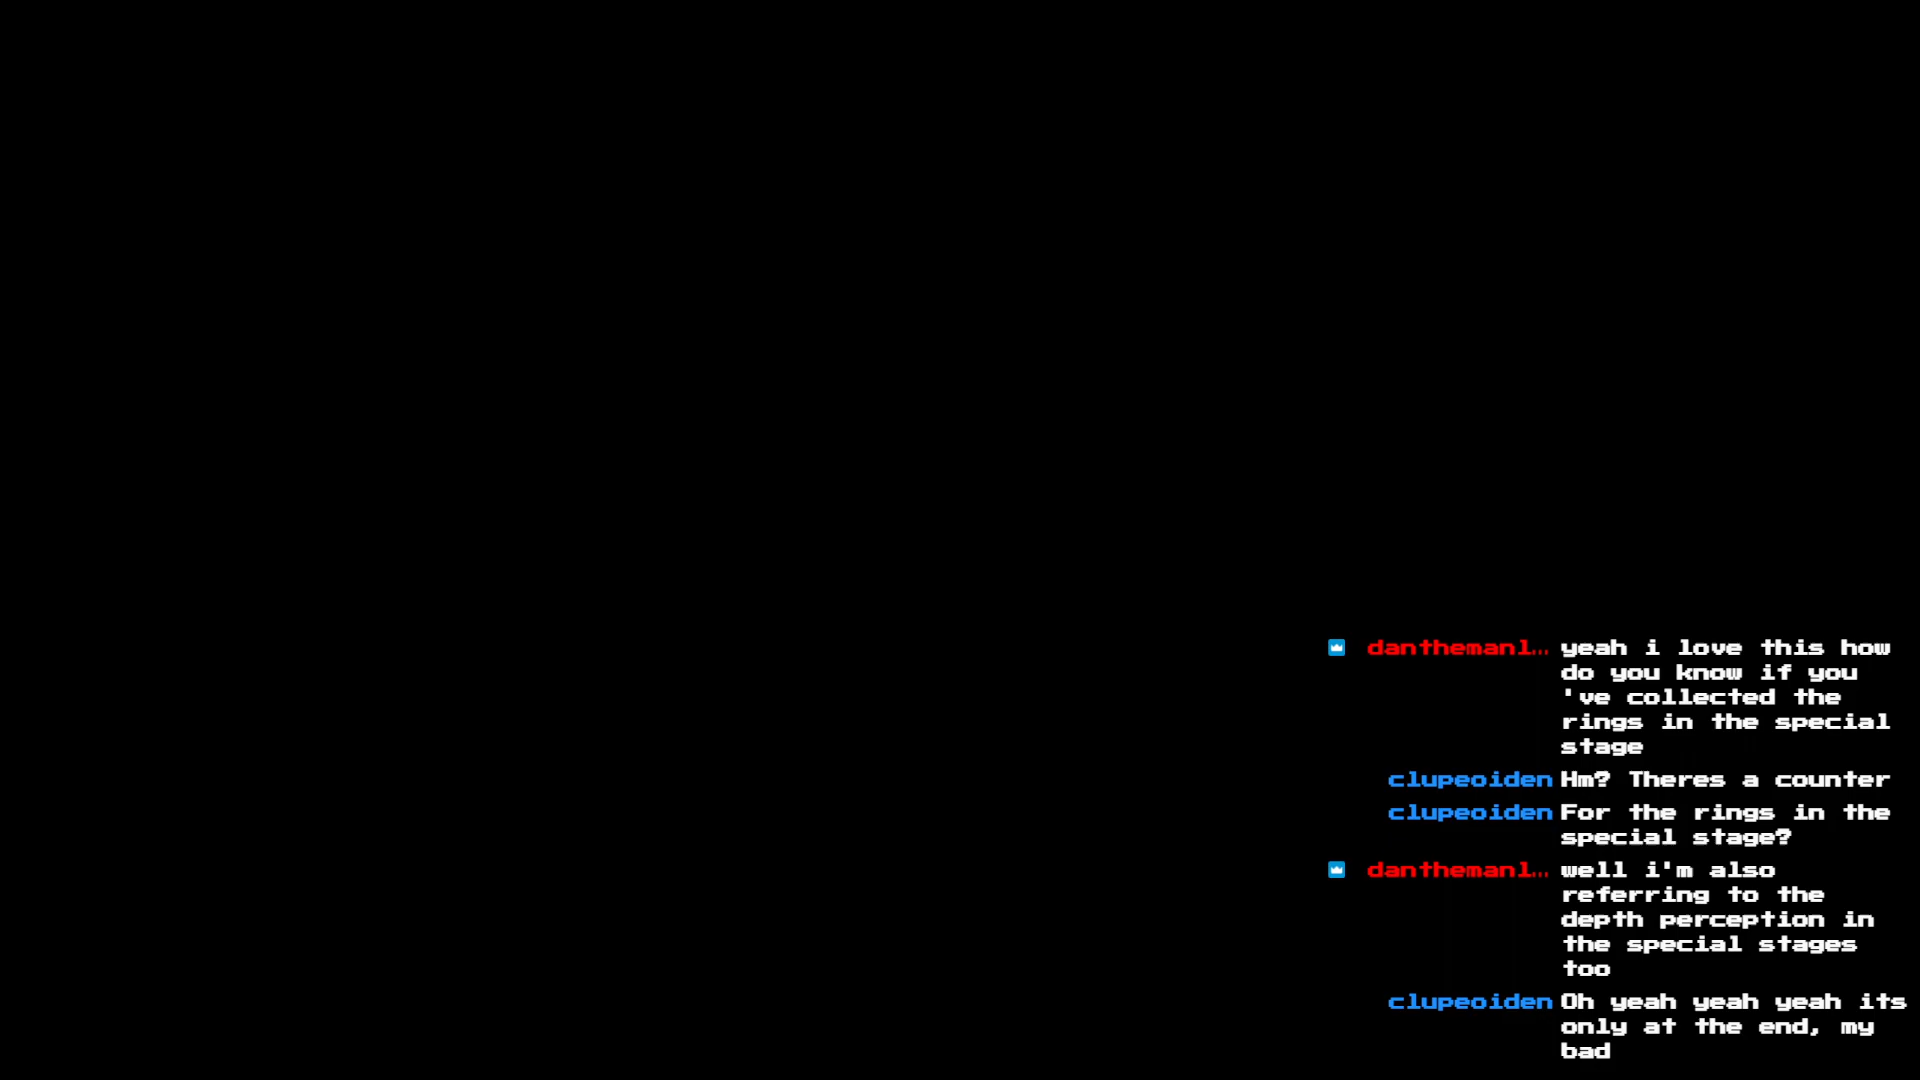 danthemanl... yeah i love this how
do you know if you
've collected the
rings in the special
stage
clupeoiden Hm? Theres a counter
clupeoiden For the rings in the
special stage?
danthemanl... well i'm also
referring to the
depth perception in
the special stages
too
clupeoiden Oh yeah yeah yeah its
only at the end, my
bad